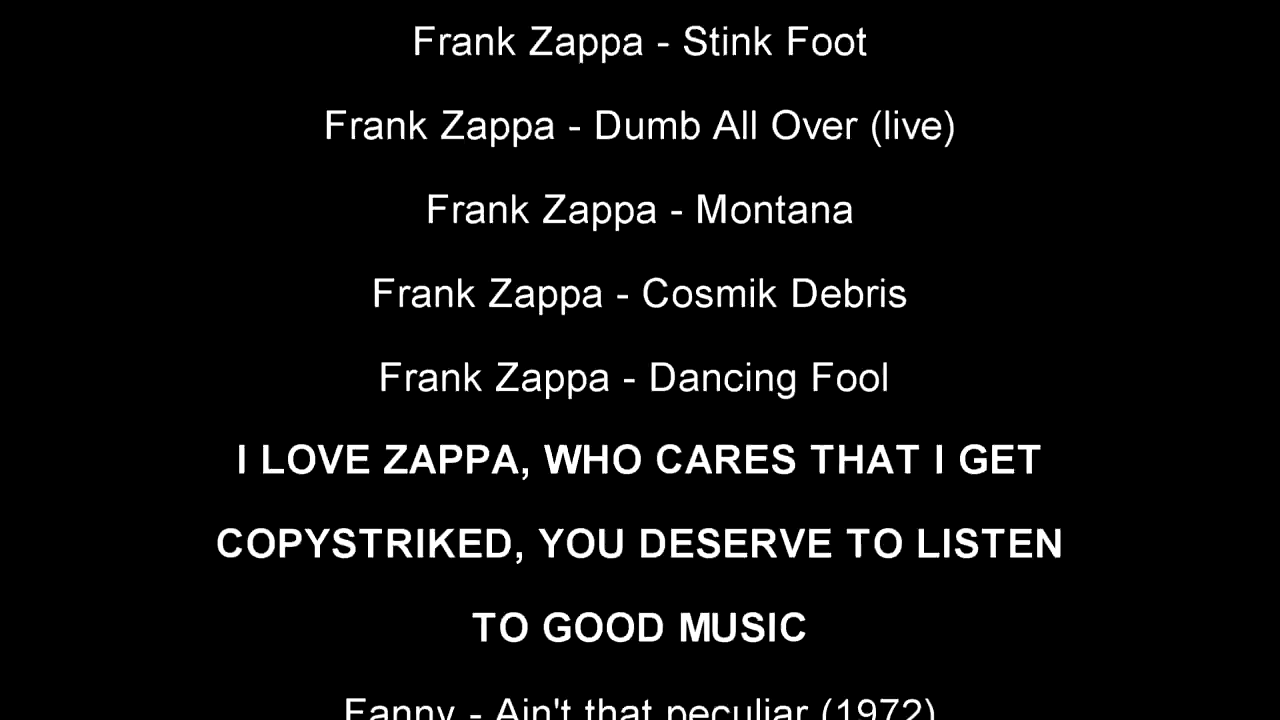 Frank Zappa - Stink Foot
Frank Zappa - Dumb All Over (live)
Frank Zappa - Montana
Frank Zappa - Cosmik Debris
Frank Zappa - Dancing Fool
I LOVE ZAPPA, WHO CARES THAT I GET
COPYSTRIKED, YOU DESERVE TO LISTEN
TO GOOD MUSIC
Fanny - Ain't that peculiar (1972)